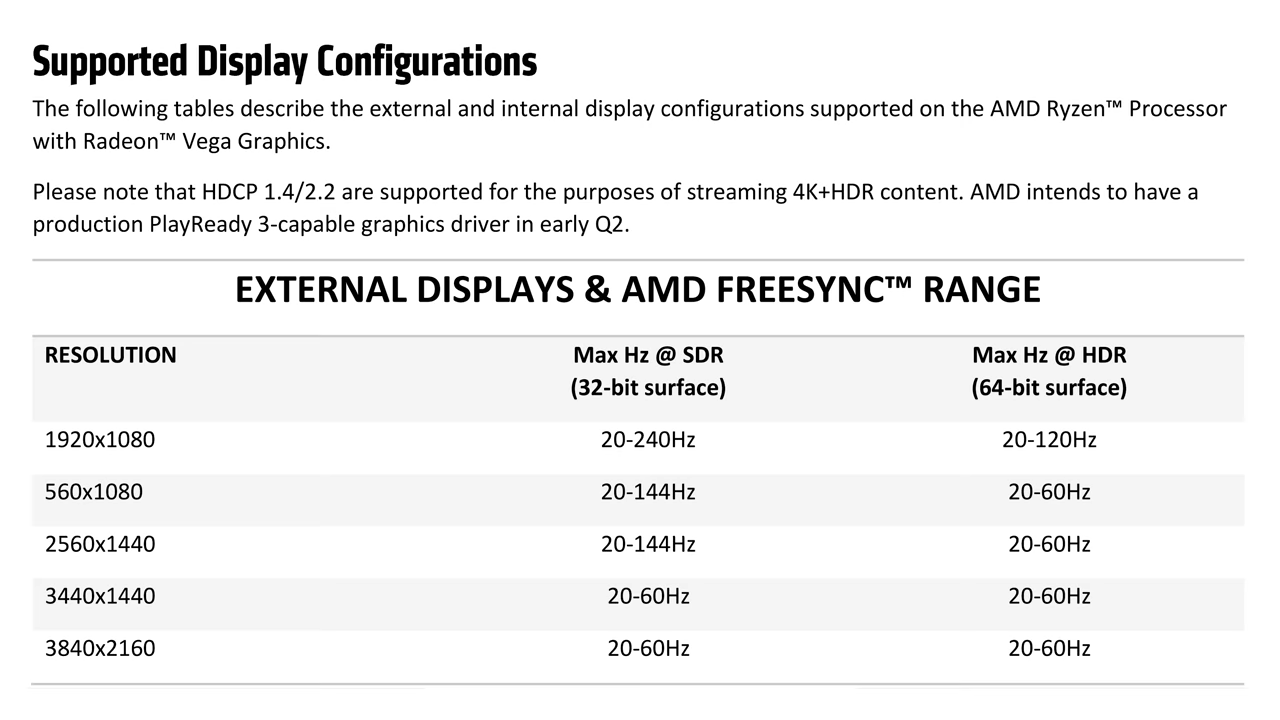 Supported Display Configurations
The following tables describe the external and internal display configurations supported on the AMD Ryzen™ Processor
with Radeon™ Vega Graphics.
Please note that HDCP 1.4/2.2 are supported for the purposes of streaming 4K+HDR content. AMD intends to have a
production PlayReady 3-capable graphics driver in early Q2.
EXTERNAL DISPLAYS & AMD FREESYNC™ RANGE
RESOLUTION Max Hz @ SDR Max Hz @ HDR
(32-bit surface) (64-bit surface)
1920x1080 20-240Hz 20-120Hz
560x1080 20-144Hz 20-60Hz
2560x1440 20-144Hz 20-60Hz
3440x1440 20-60Hz 20-60Hz
3840x2160 20-60Hz 20-60Hz